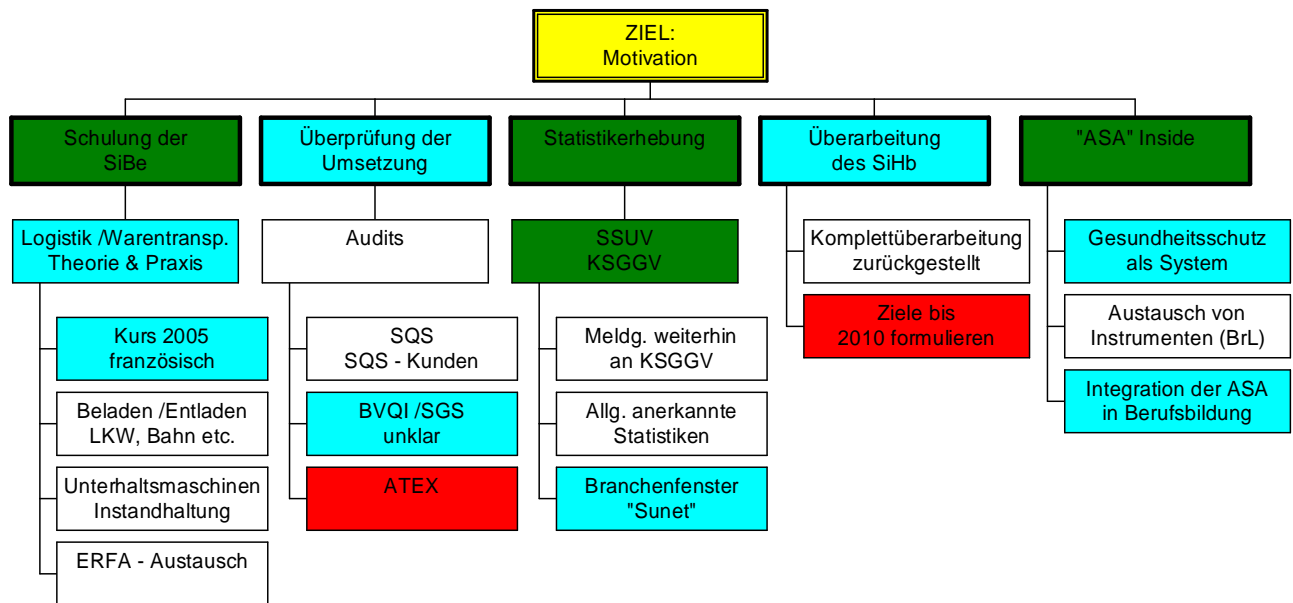 ZIEL:
Motivation
Schulung der
SiBe
Überprüfung der
Umsetzung
Statistikerhebung
Überarbeitung
des SiHb
"ASA" Inside
Logistik /Warentransp.
Theorie & Praxis
Kurs 2005
französisch
Beladen /Entladen
LKW, Bahn etc.
Unterhaltsmaschinen
Instandhaltung
ERFA - Austausch
Audits
SQS
SQS - Kunden
BVQI /SGS
unklar
ATEX
SSUV
KSGGV
Meldg. weiterhin
an KSGGV
Allg. anerkannte
Statistiken
Branchenfenster
"Sunet"
Komplettüberarbeitung
zurückgestellt
Ziele bis
2010 formulieren
Gesundheitsschutz
als System
Austausch von
Instrumenten (BrL)
Integration der ASA
in Berufsbildung